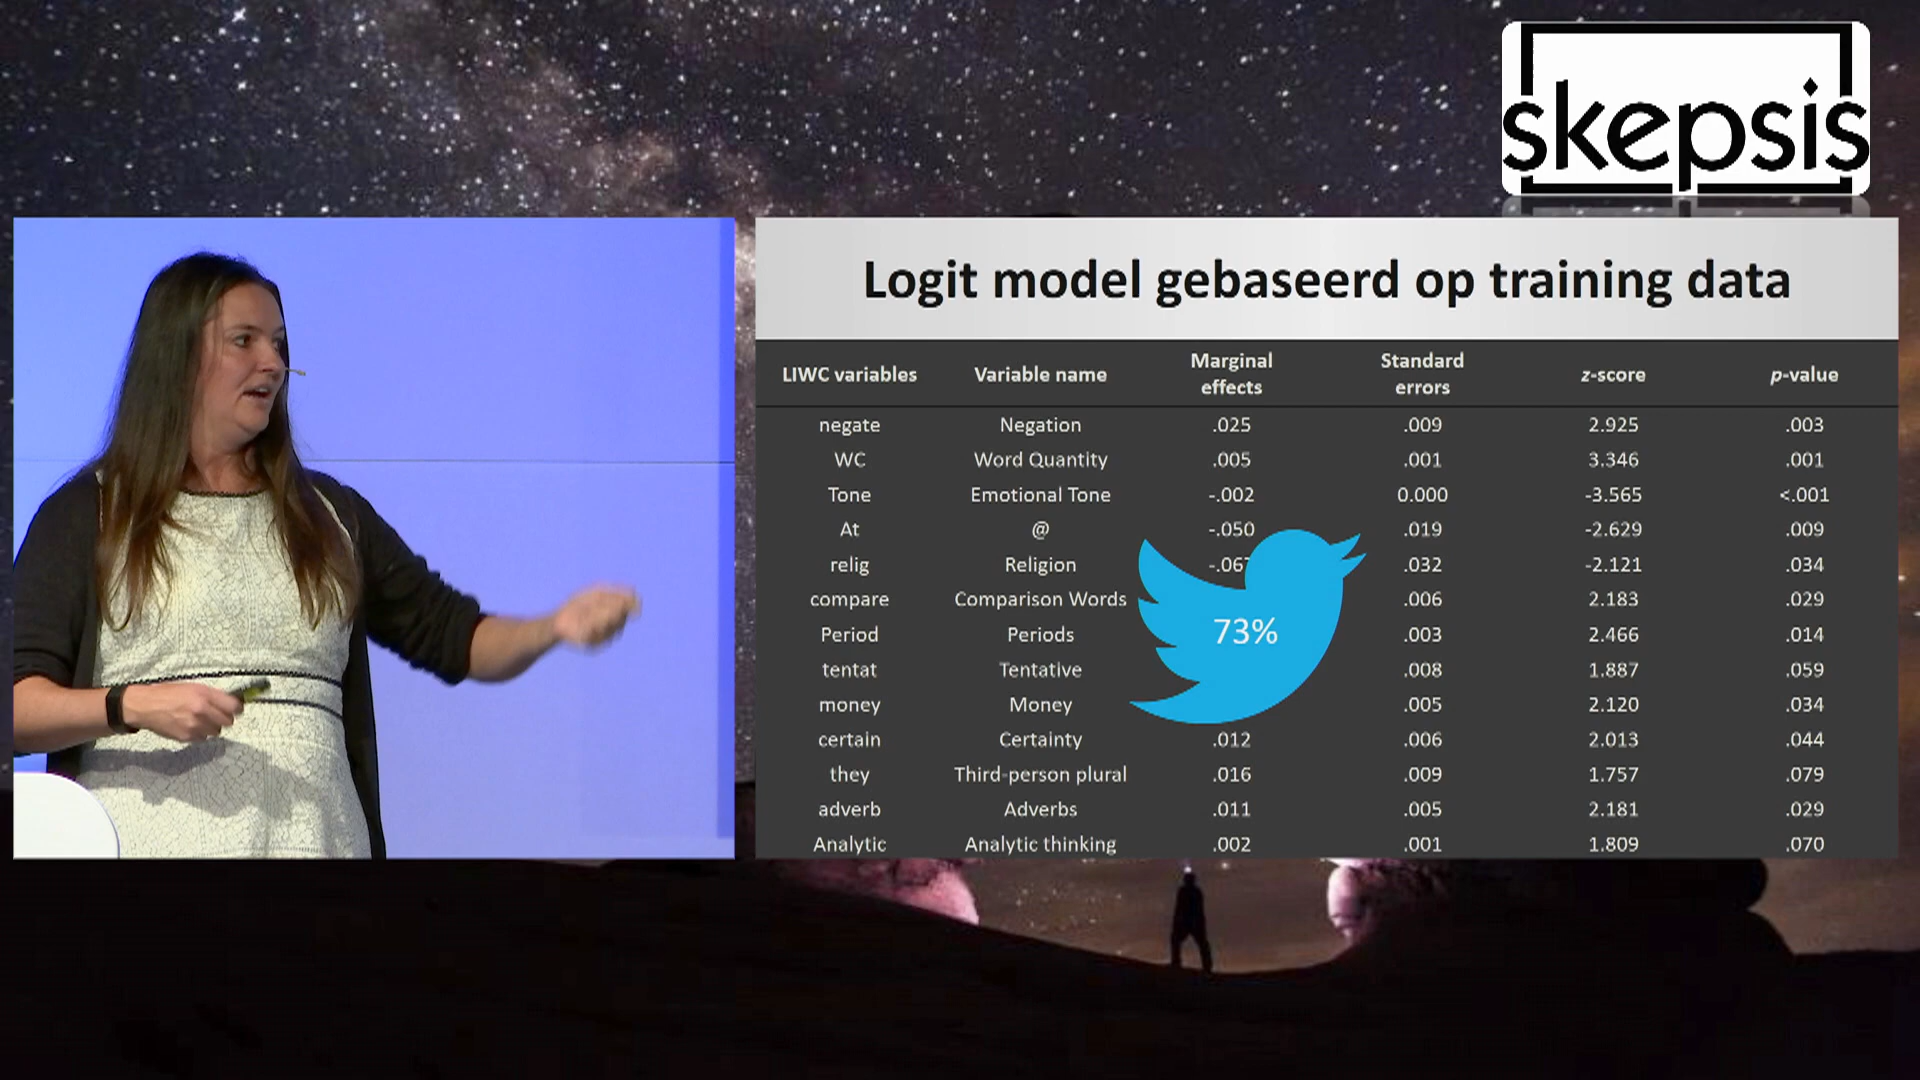 skepsis
Logit model gebaseerd op training data
LIWC variables Variable name Marginal effects Standard errors z-score p-value
negate Negation .025 .009 2.925 .003
WC Word Quantity .005 .001 3.346 .001
Tone Emotional Tone -.002 0.000 -3.565 <.001
At @ -.050 .019 -2.629 .009
relig Religion .032 -2.121 .034
compare Comparison Words .006 2.183 .029
Period Periods 73% .003 2.466 .014
tentat Tentative .008 1.887 .059
money Money .005 2.120 .034
certain Certainty .012 .006 2.013 .044
they Third-person plural .016 .009 1.757 .079
adverb Adverbs .011 .005 2.181 .029
Analytic Analytic thinking .002 .001 1.809 .070